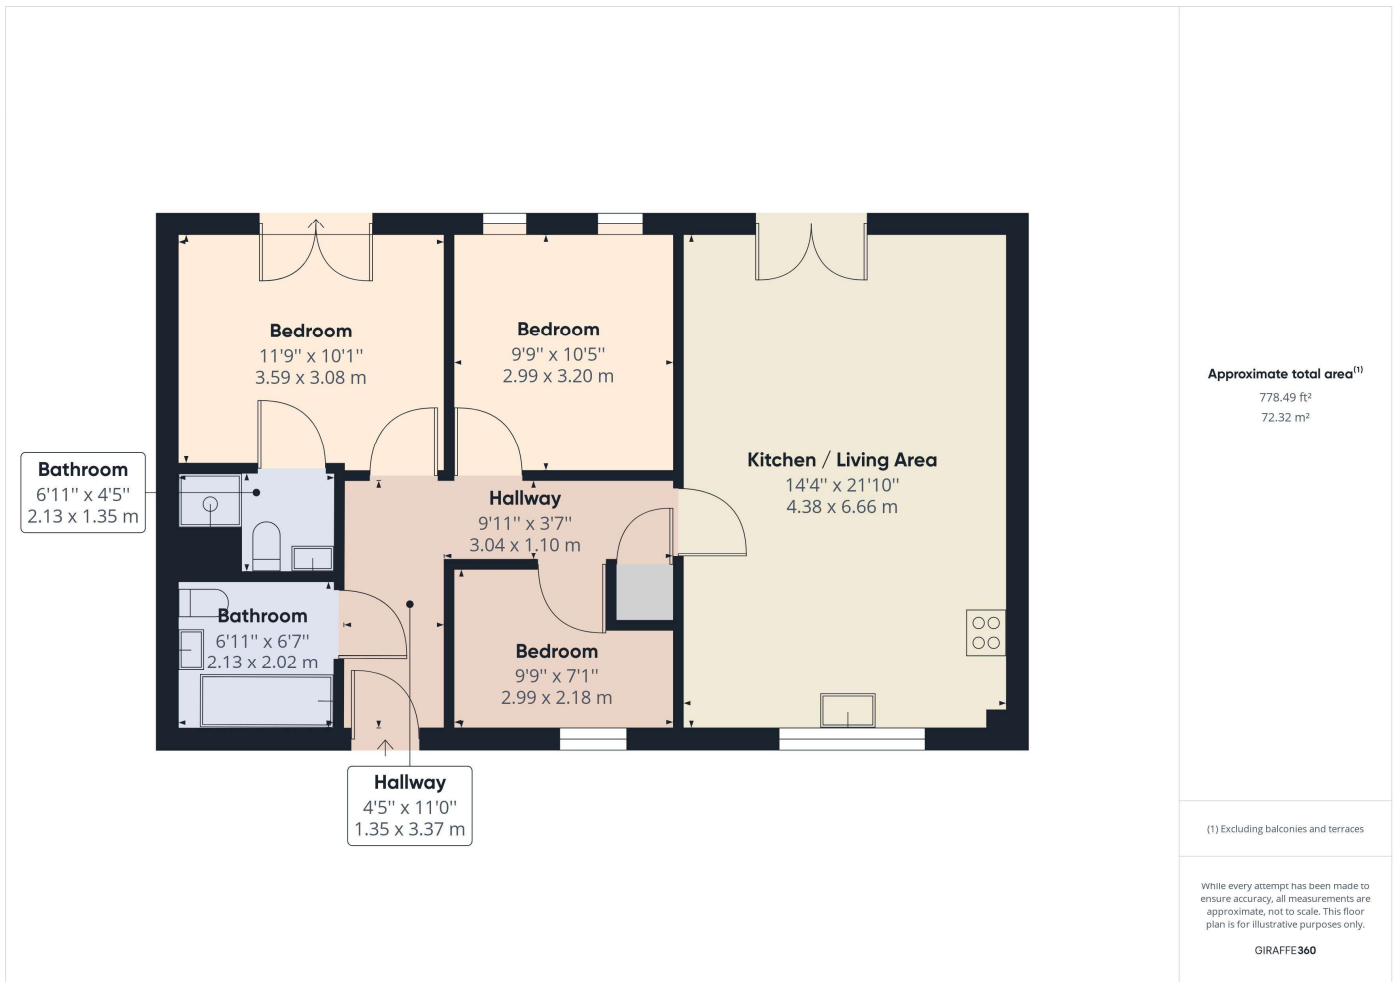 Bedroom
11'9" x 10'1"
3.59 x 3.08 m
Bedroom
9'9" x 10'5"
2.99 x 3.20 m
Kitchen / Living Area
14'4" x 21'10"
4.38 x 6.66 m
Bathroom
6'11" x 4'5"
2.13 x 1.35 m
Hallway
9'11" x 3'7"
3.04 x 1.10 m
Bathroom
6'11" x 6'7"
2.13 x 2.02 m
Bedroom
9'9" x 7'1"
2.99 x 2.18 m
Hallway
4'5" x 11'0"
1.35 x 3.37 m
Approximate total area(1)
778.49 ft²
72.32 m²
(1) Excluding balconies and terraces
While every attempt has been made to
ensure accuracy, all measurements are
approximate, not to scale. This floor
plan is for illustrative purposes only.
GIRAFFE360